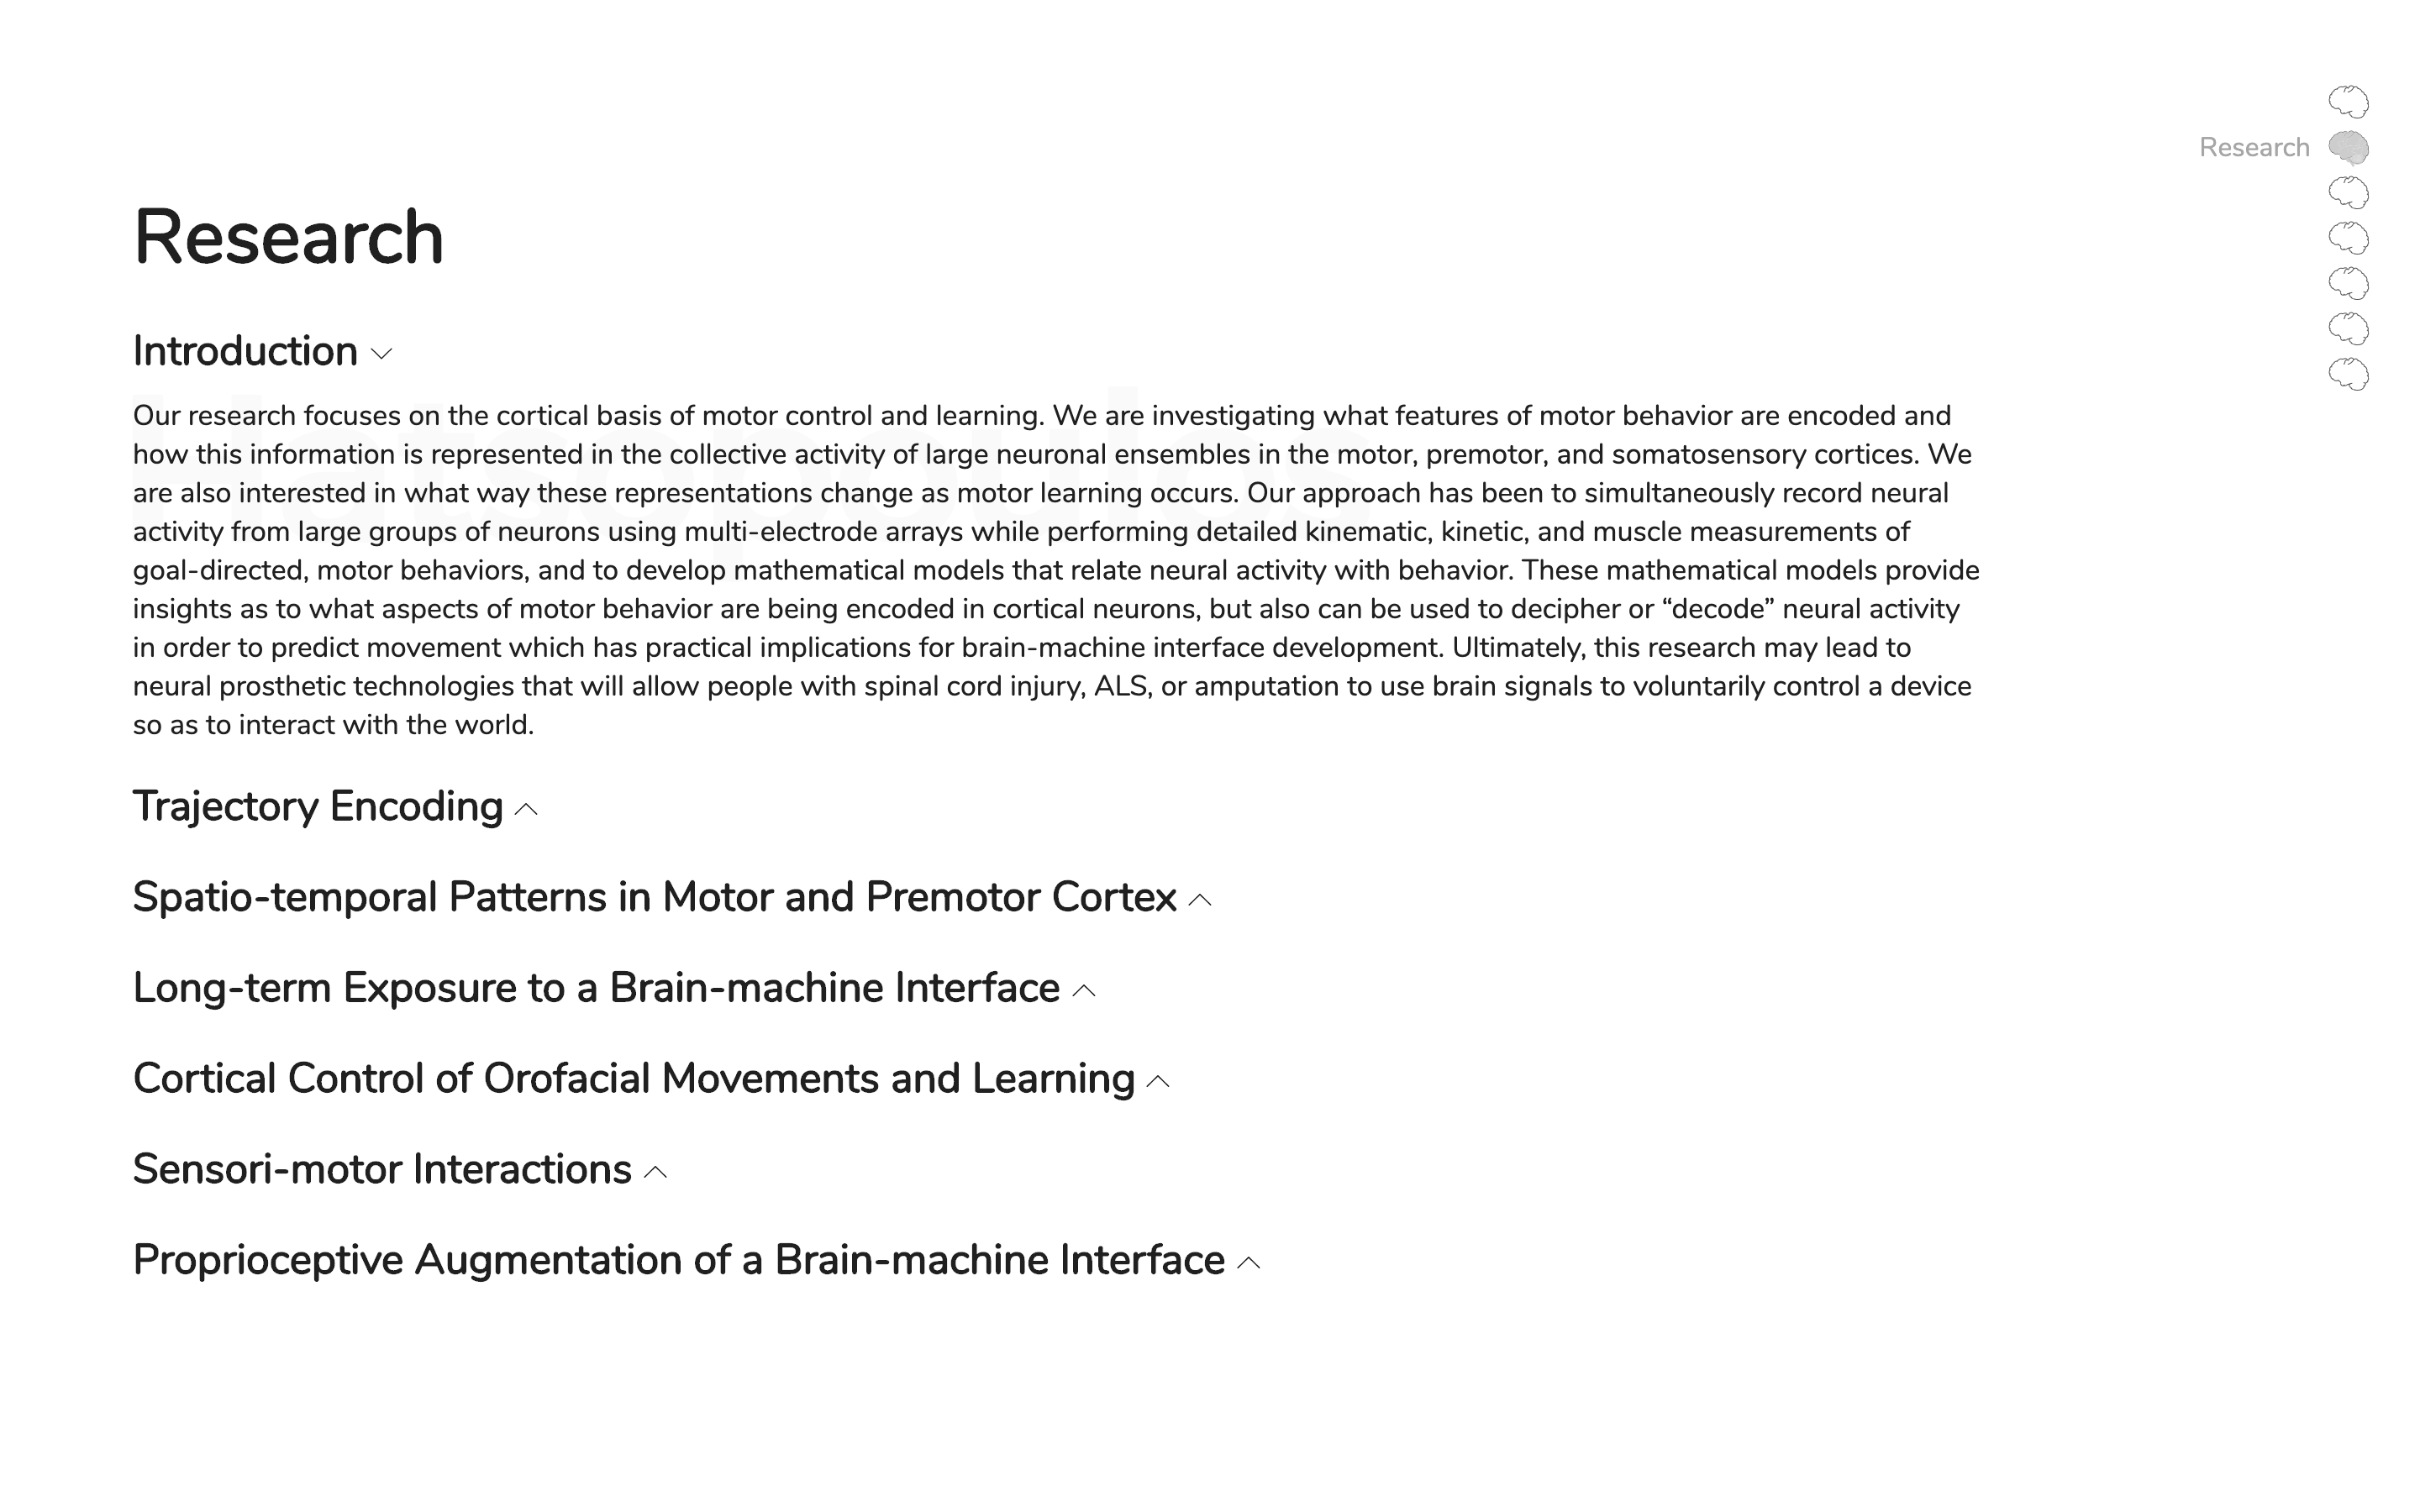 Research
Research
Introduction
Our research focuses on the cortical basis of motor control and learning. We are investigating what features of motor behavior are encoded and
how this information is represented in the collective activity of large neuronal ensembles in the motor, premotor, and somatosensory cortices. We
are also interested in what way these representations change as motor learning occurs. Our approach has been to simultaneously record neural
activity from large groups of neurons using multi-electrode arrays while performing detailed kinematic, kinetic, and muscle measurements of
goal-directed, motor behaviors, and to develop mathematical models that relate neural activity with behavior. These mathematical models provide
insights as to what aspects of motor behavior are being encoded in cortical neurons, but also can be used to decipher or “decode” neural activity
in order to predict movement which has practical implications for brain-machine interface development. Ultimately, this research may lead to
neural prosthetic technologies that will allow people with spinal cord injury, ALS, or amputation to use brain signals to voluntarily control a device
so as to interact with the world.
Hatsopoulos
Trajectory Encoding
Spatio-temporal Patterns in Motor and Premotor Cortex
Long-term Exposure to a Brain-machine Interface
Cortical Control of Orofacial Movements and Learning
Sensori-motor Interactions
Proprioceptive Augmentation of a Brain-machine Interface